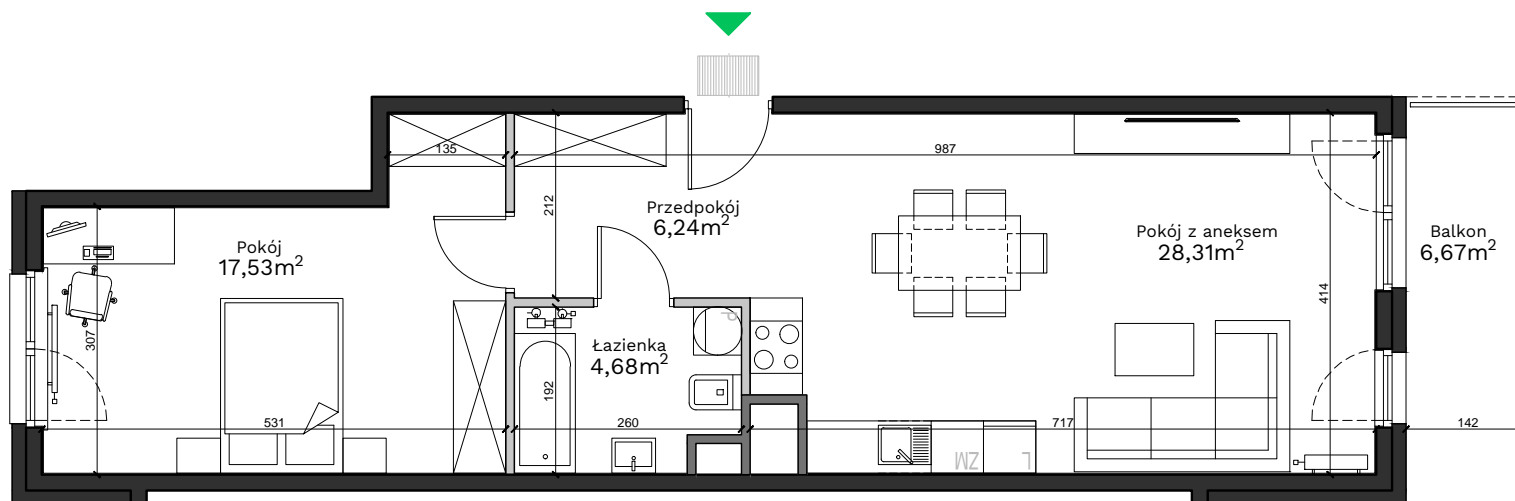 135
987
212
Przedpokój
6,24m²
Pokój
17,53m²
Pokój z aneksem
28,31m²
Balkon
6,67m²
414
307
P
Łazienka
4,68m²
192
531
260
717
142
ZM
L